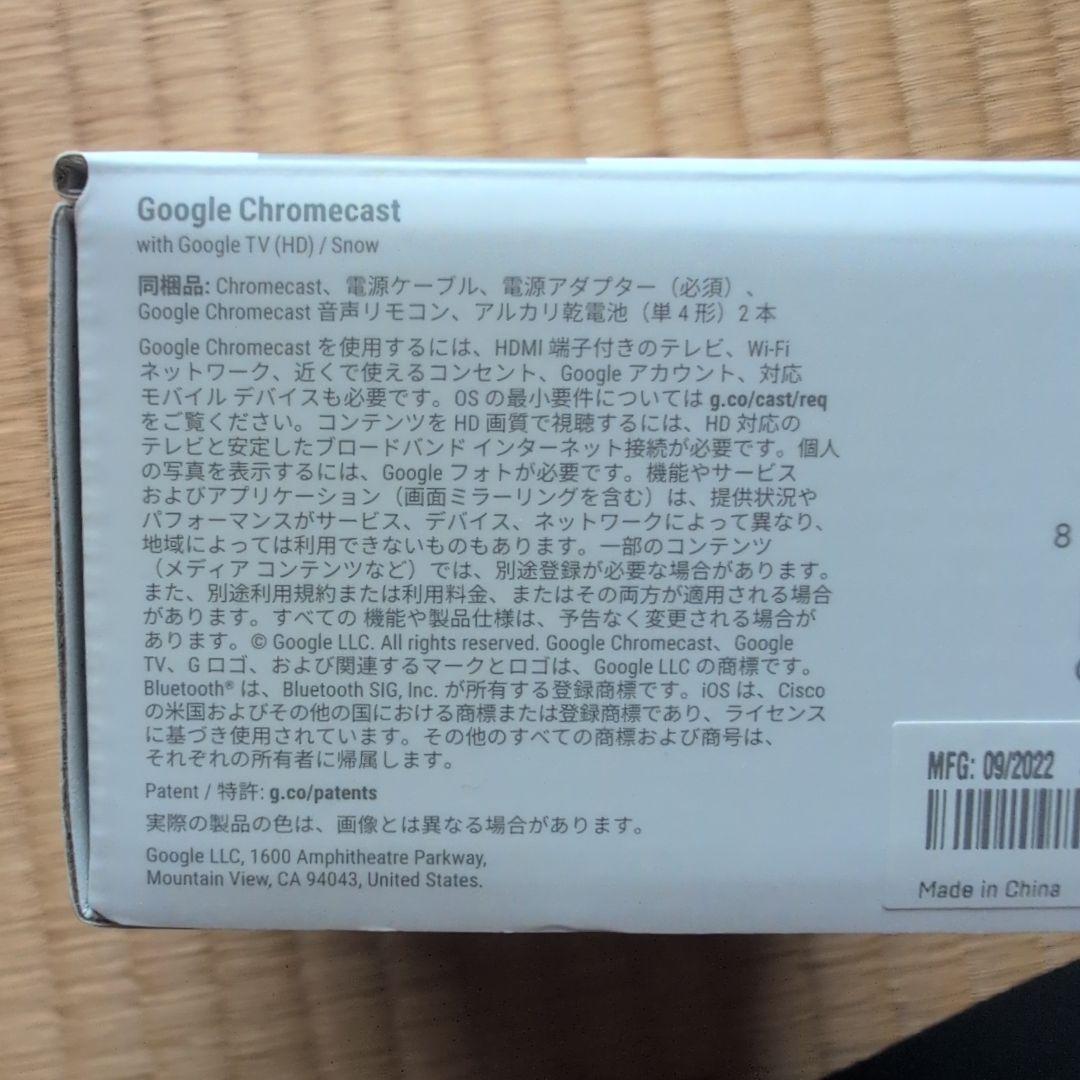 Google Chromecast
with Google TV (HD) / Snow
同梱品: Chromecast、電源ケーブル、電源アダプター（必須）、
Google Chromecast 音声リモコン、アルカリ乾電池（単 4 形）2 本
Google Chromecast を使用するには、HDMI 端子付きのテレビ、Wi-Fi
ネットワーク、近くで使えるコンセント、Google アカウント、対応
モバイル デバイスも必要です。OS の最小要件については g.co/cast/req
をご覧ください。コンテンツを HD 画質で視聴するには、HD 対応の
テレビと安定したブロードバンド インターネット接続が必要です。個人
の写真を表示するには、Google フォトが必要です。機能やサービス
およびアプリケーション（画面ミラーリングを含む）は、提供状況や
パフォーマンスがサービス、デバイス、ネットワークによって異なり、
地域によっては利用できないものもあります。一部のコンテンツ
（メディア コンテンツなど）では、別途登録が必要な場合があります。
また、別途利用規約または利用料金、またはその両方が適用される場合
があります。すべての 機能や製品仕様は、予告なく変更される場合が
あります。© Google LLC. All rights reserved. Google Chromecast、Google
TV、G ロゴ、および関連するマークとロゴは、Google LLC の商標です。
Bluetooth® は、Bluetooth SIG, Inc. が所有する登録商標です。iOS は、Cisco
の米国およびその他の国における商標または登録商標であり、ライセンス
に基づき使用されています。その他のすべての商標および商号は、
それぞれの所有者に帰属します。
Patent / 特許: g.co/patents
実際の製品の色は、画像とは異なる場合があります。
Google LLC, 1600 Amphitheatre Parkway,
Mountain View, CA 94043, United States.
8
MFG: 09/2022
Made in China